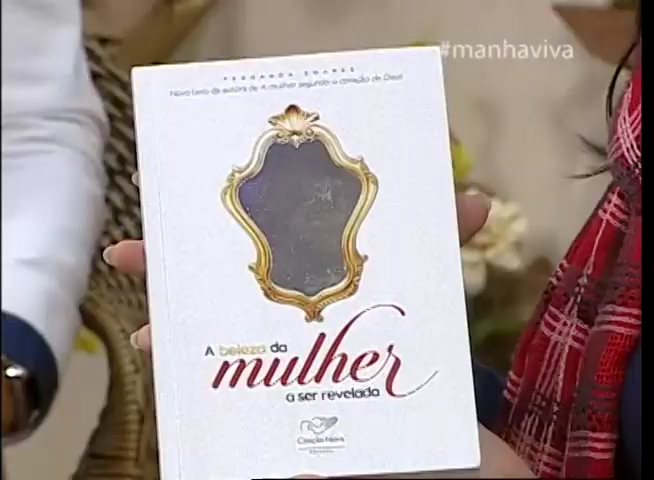 #manhaviva
FERNANDA SOARES
Novo livro da autora de A mulher segundo o coração de Deus
A beleza da
mulher
a ser revelada
Canção Nova
EDITORA